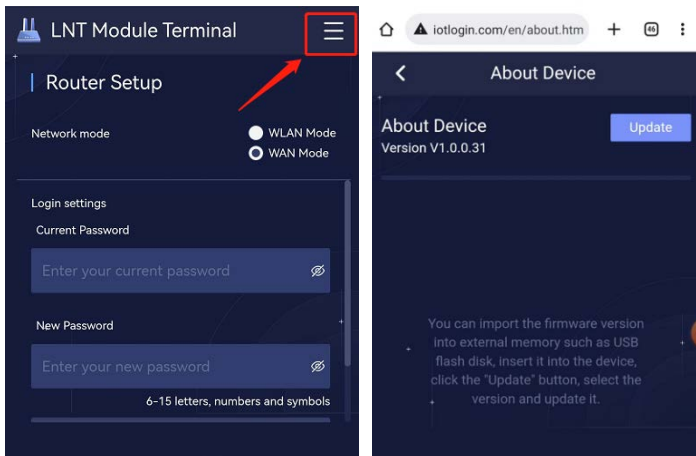 LNT Module Terminal
Router Setup
Network mode
WLAN Mode
WAN Mode
Login settings
Current Password
Enter your current password
New Password
Enter your new password
6-15 letters, numbers and symbols
iotlogin.com/en/about.htm
46
About Device
About Device
Version V1.0.0.31
Update
You can import the firmware version
into external memory such as USB
flash disk, insert it into the device,
click the "Update" button, select the
version and update it.